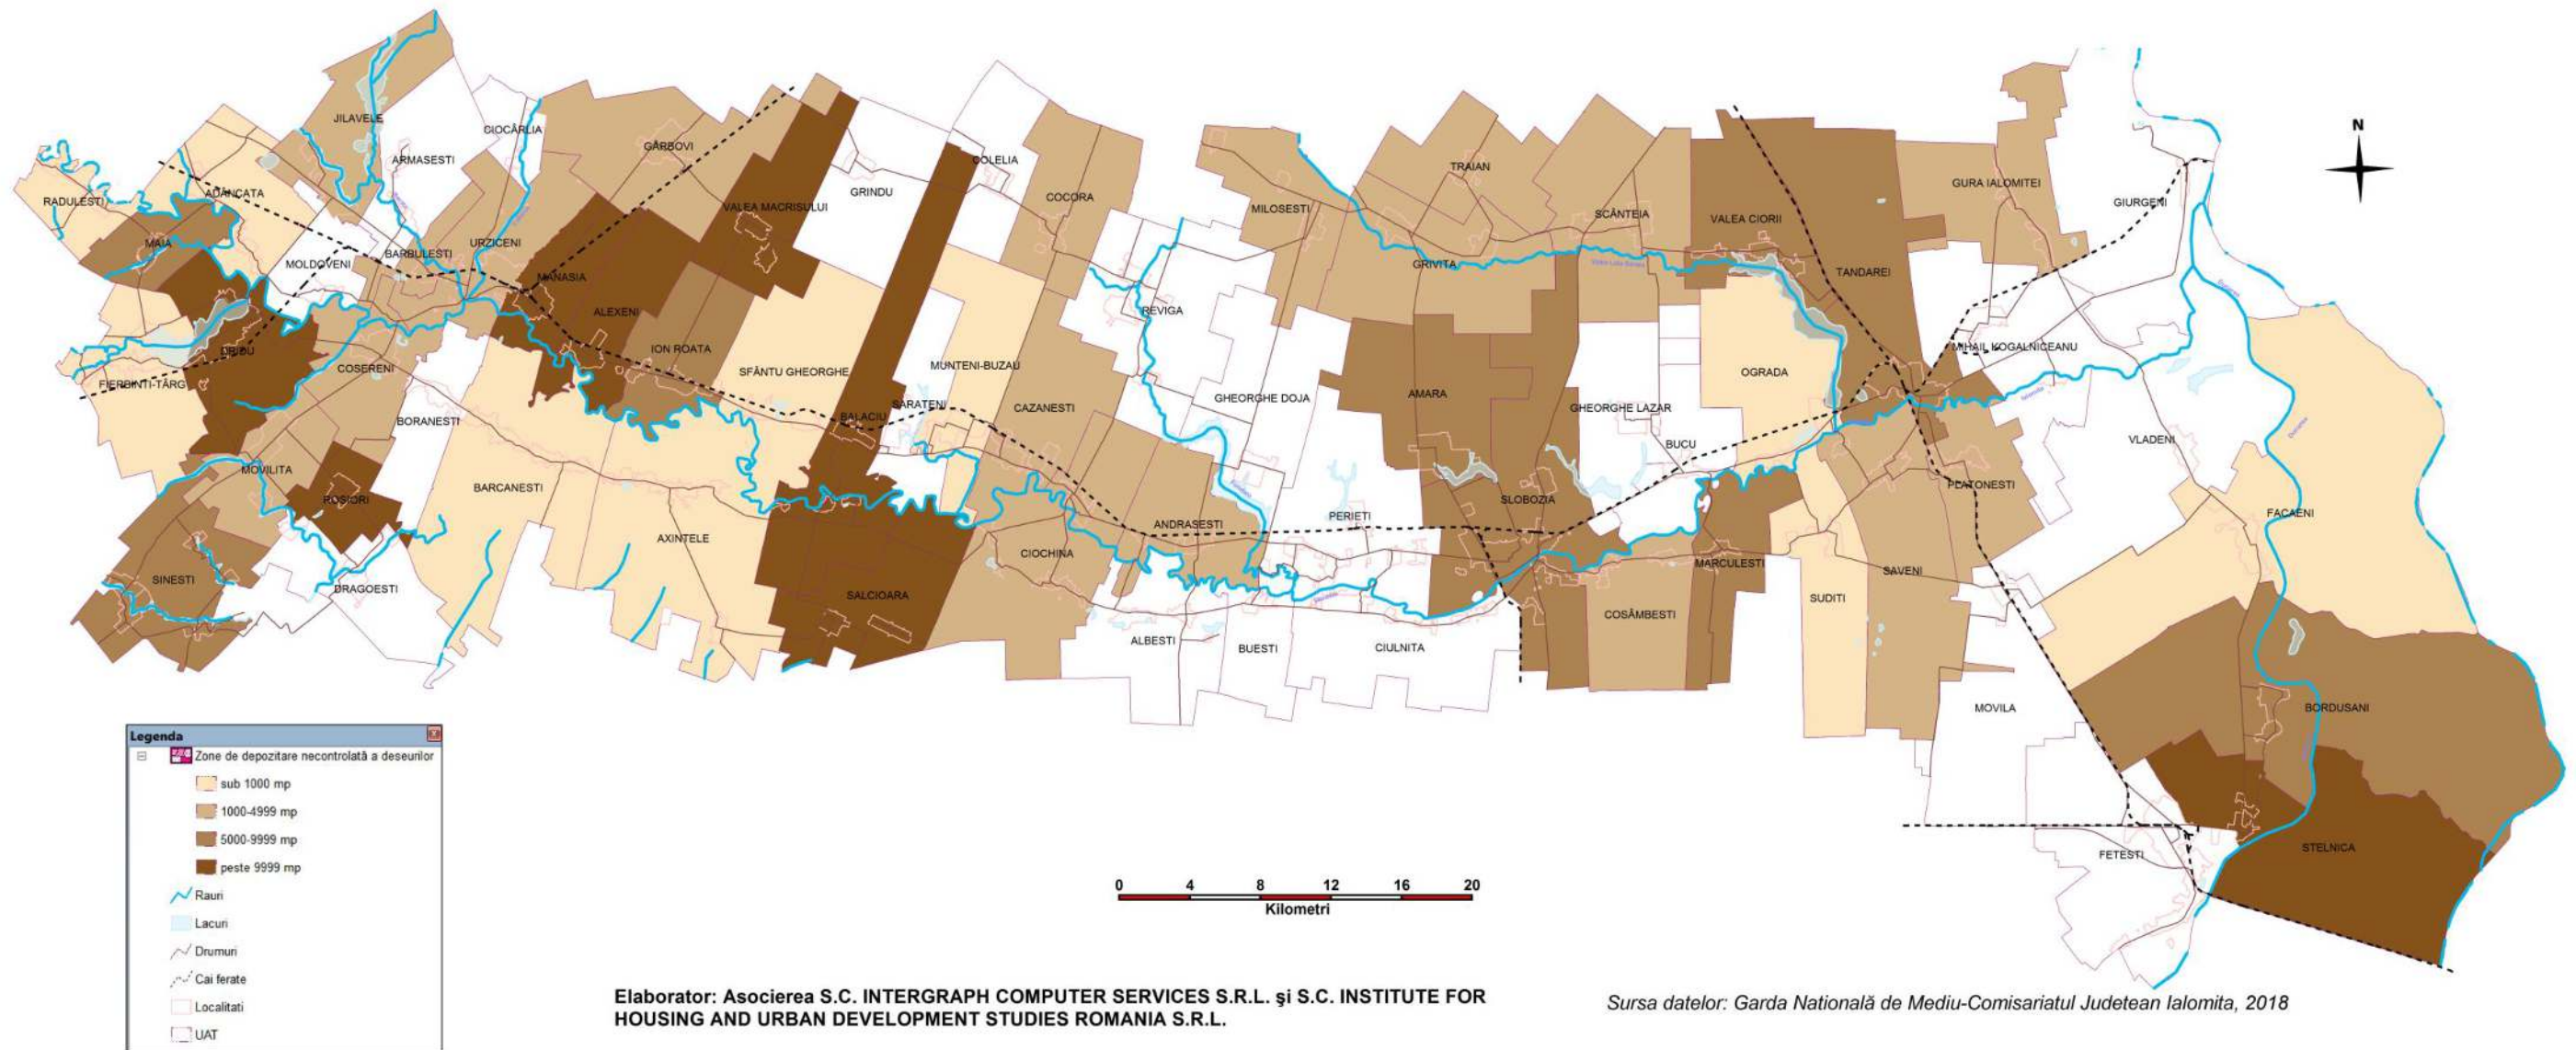 N
JILAVELE
CIOCÂRLIA
ARMASESTI
GÂRBOVI
COLELIA
TRAIAN
GURA IALOMITEI
RADULESTI
ADÂNCATA
GRINDU
COCORA
VALEA MACRISULUI
MILOSESTI
SCÂNTEIA
VALEA CIORII
GIURGENI
MAIA
URZICENI
BARBULESTI
MOLDOVENI
MANASIA
GRIVITA
TANDAREI
ALEXENI
REVIGA
DRIDU
ION ROATA
MIHAIL KOGALNICEANU
COSERENI
SFÂNTU GHEORGHE
MUNTENI-BUZAU
OGRADA
FIERBINTI-TÂRG
AMARA
GHEORGHE DOJA
SARATENI
CAZANESTI
GHEORGHE LAZAR
BALACIU
BORANESTI
BUCU
VLADENI
MOVILITA
BARCANESTI
ROSIORI
SLOBOZIA
PLATONESTI
PERIETI
ANDRASESTI
FACAENI
AXINTELE
CIOCHINA
MARCULESTI
SAVENI
SINESTI
DRAGOESTI
SALCIOARA
SUDITI
COSÂMBESTI
ALBESTI
BUESTI
CIULNITA
MOVILA
BORDUSANI
STELNICA
FETESTI
Legenda
Zone de depozitare necontrolată a deseurilor
sub 1000 mp
1000-4999 mp
5000-9999 mp
peste 9999 mp
Rauri
Lacuri
Drumuri
Cai ferate
Localitati
UAT
0 4 8 12 16 20
Kilometri
Elaborator: Asocierea S.C. INTERGRAPH COMPUTER SERVICES S.R.L. şi S.C. INSTITUTE FOR
HOUSING AND URBAN DEVELOPMENT STUDIES ROMANIA S.R.L.
Sursa datelor: Garda Natională de Mediu-Comisariatul Judetean Ialomita, 2018